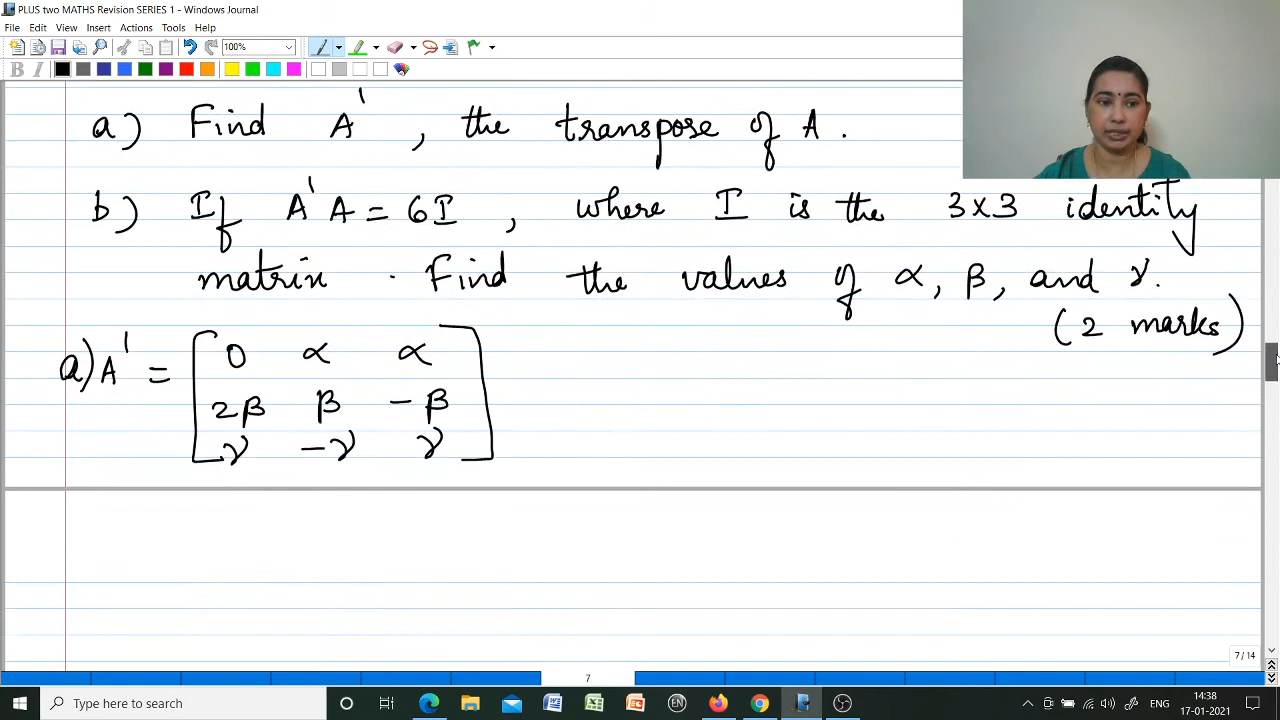 PLUS two MATHS Revision SERIES 1 - Windows Journal
File Edit View Insert Actions Tools Help
100%
B I
a) Find A' , the transpose of A .
b) If A' A = 6I , where I is the 3x3 identity
matrix . Find the values of α, β, and γ.
(2 marks)
a) A' = [ 0 α α
2β β -β
γ -γ γ ]
7 / 14
7
Type here to search
EN
ENG
14:38
17-01-2021